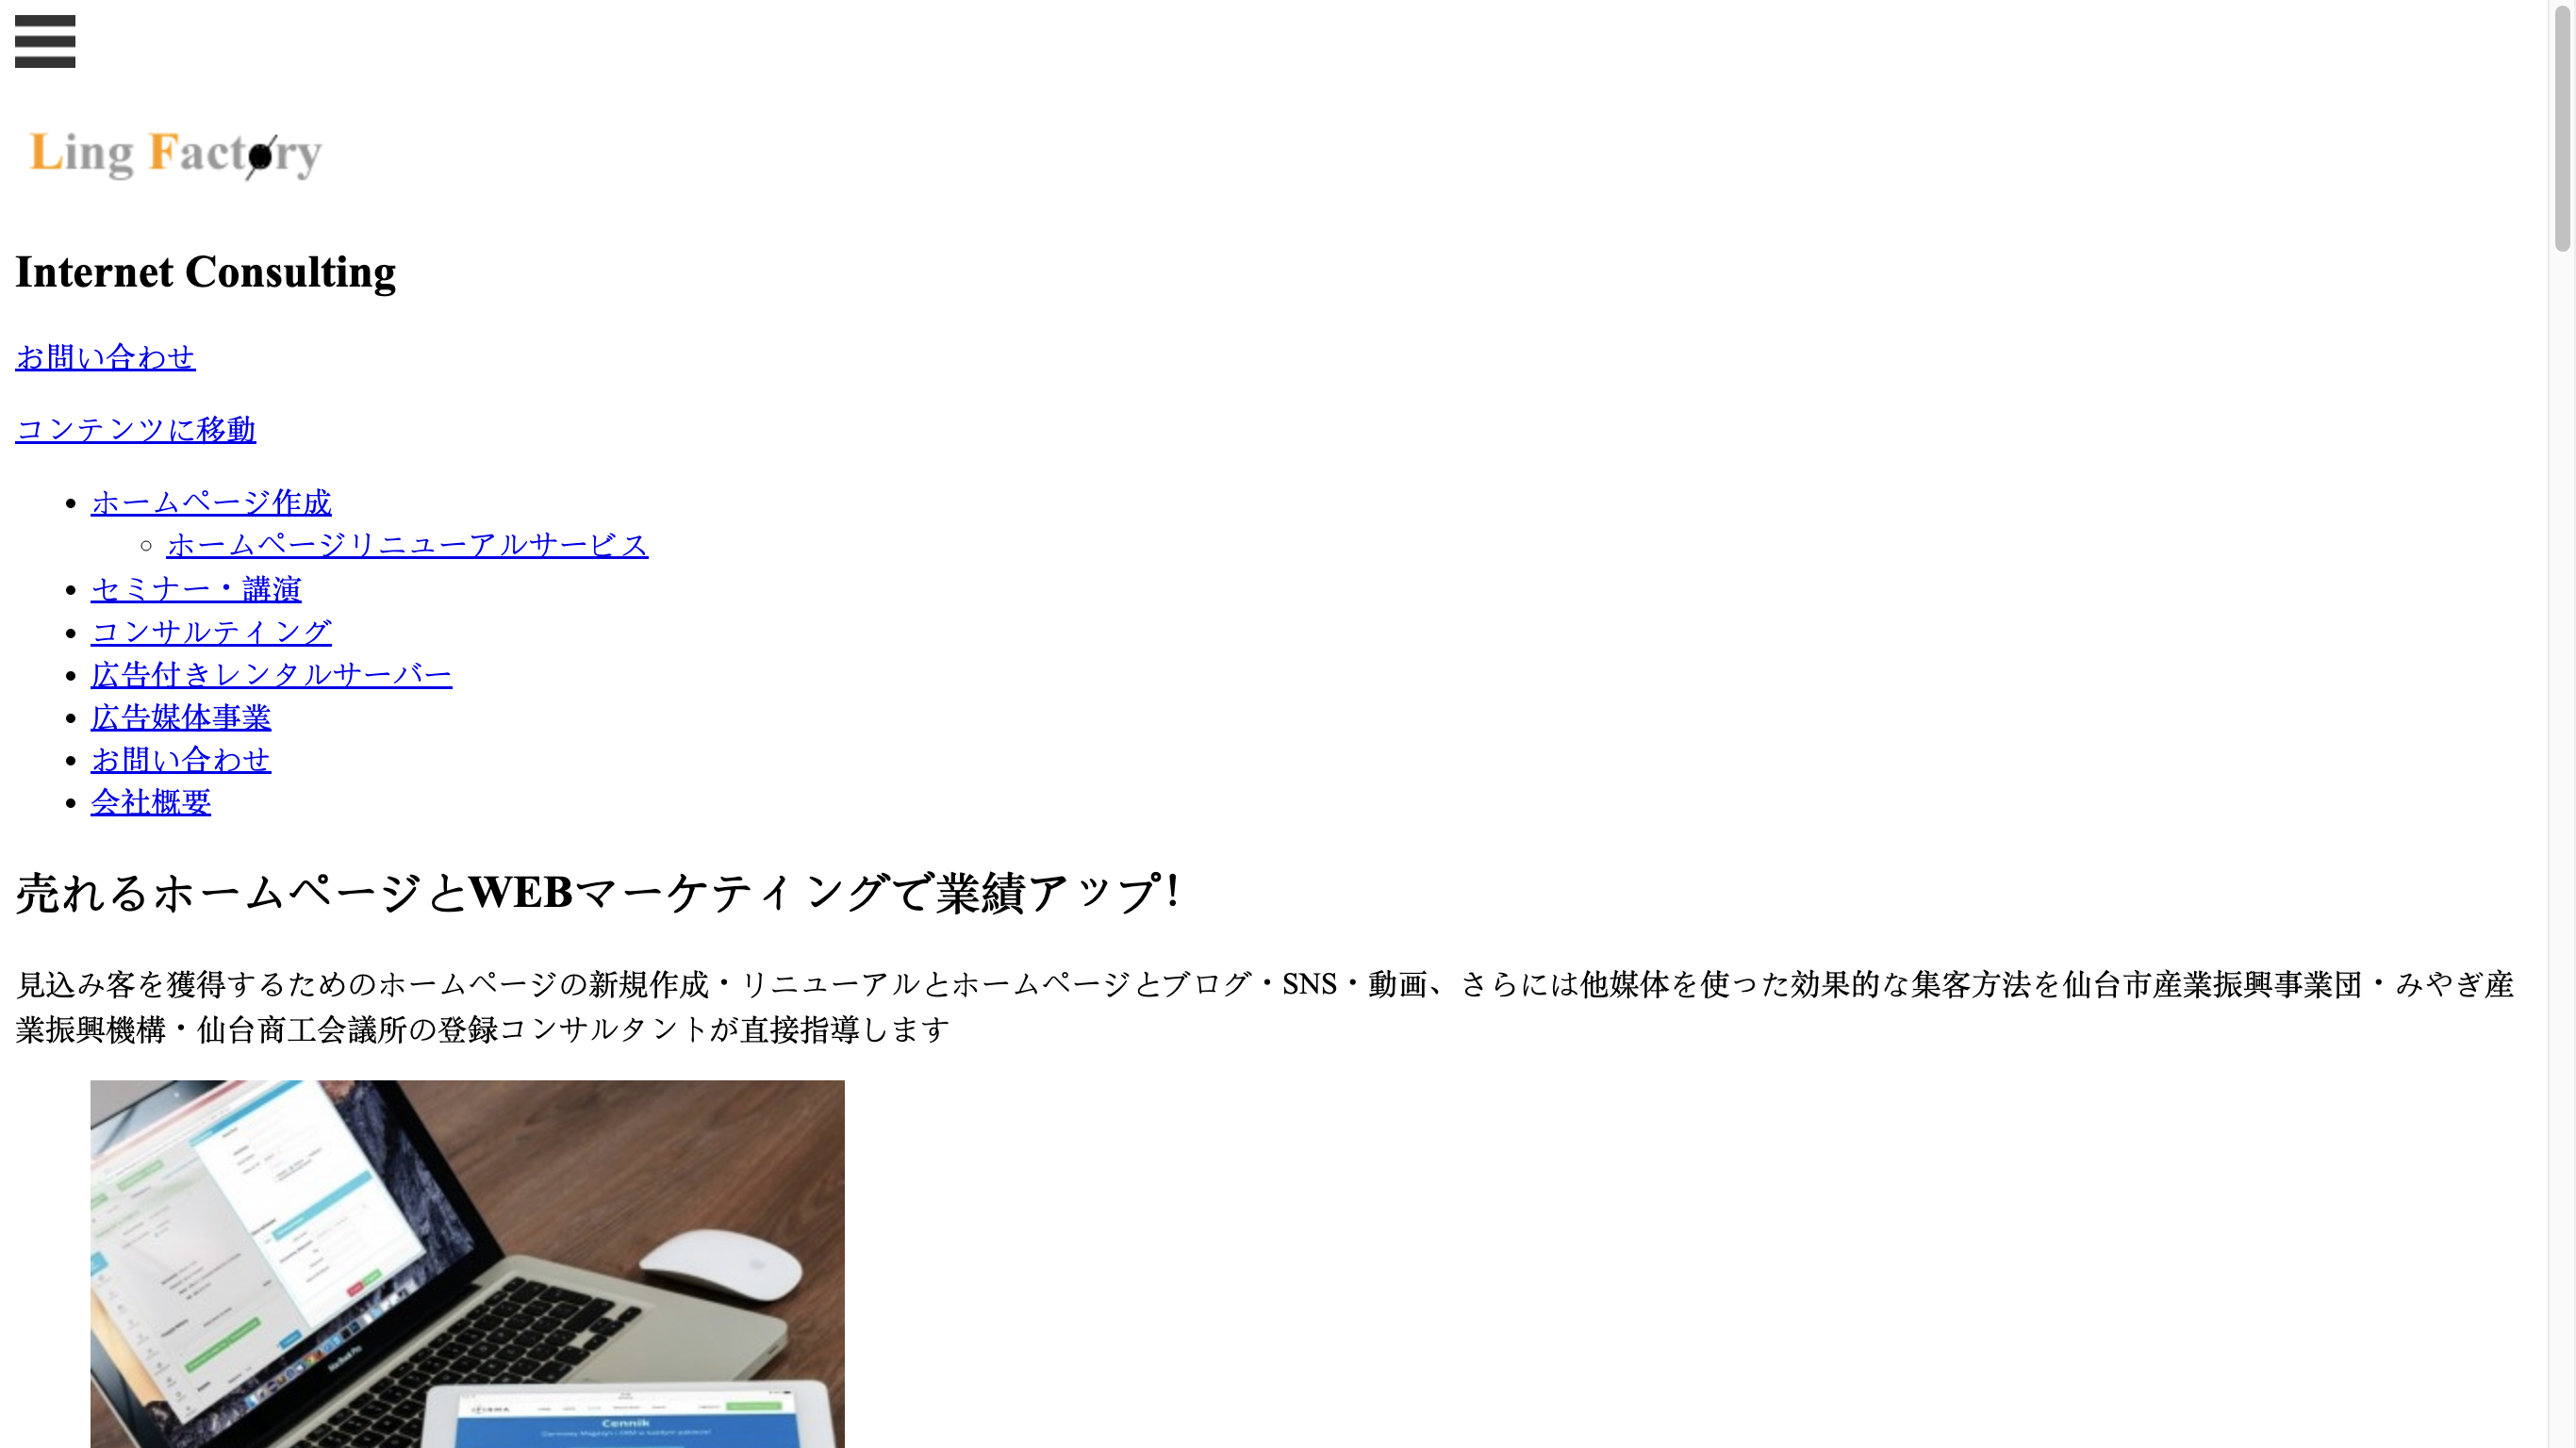 Ling Factory
Internet Consulting
お問い合わせ
コンテンツに移動
ホームページ作成
ホームページリニューアルサービス
セミナー・講演
コンサルテイング
広告付きレンタルサーバー
広告媒体事業
お問い合わせ
会社概要
売れるホームページとWEBマーケティングで業績アップ！
見込み客を獲得するためのホームページの新規作成・リニューアルとホームページとブログ・SNS・動画、さらには他媒体を使った効果的な集客方法を仙台市産業振興事業団・みやぎ産
業振興機構・仙台商工会議所の登録コンサルタントが直接指導します
MacBook Pro
Cennik